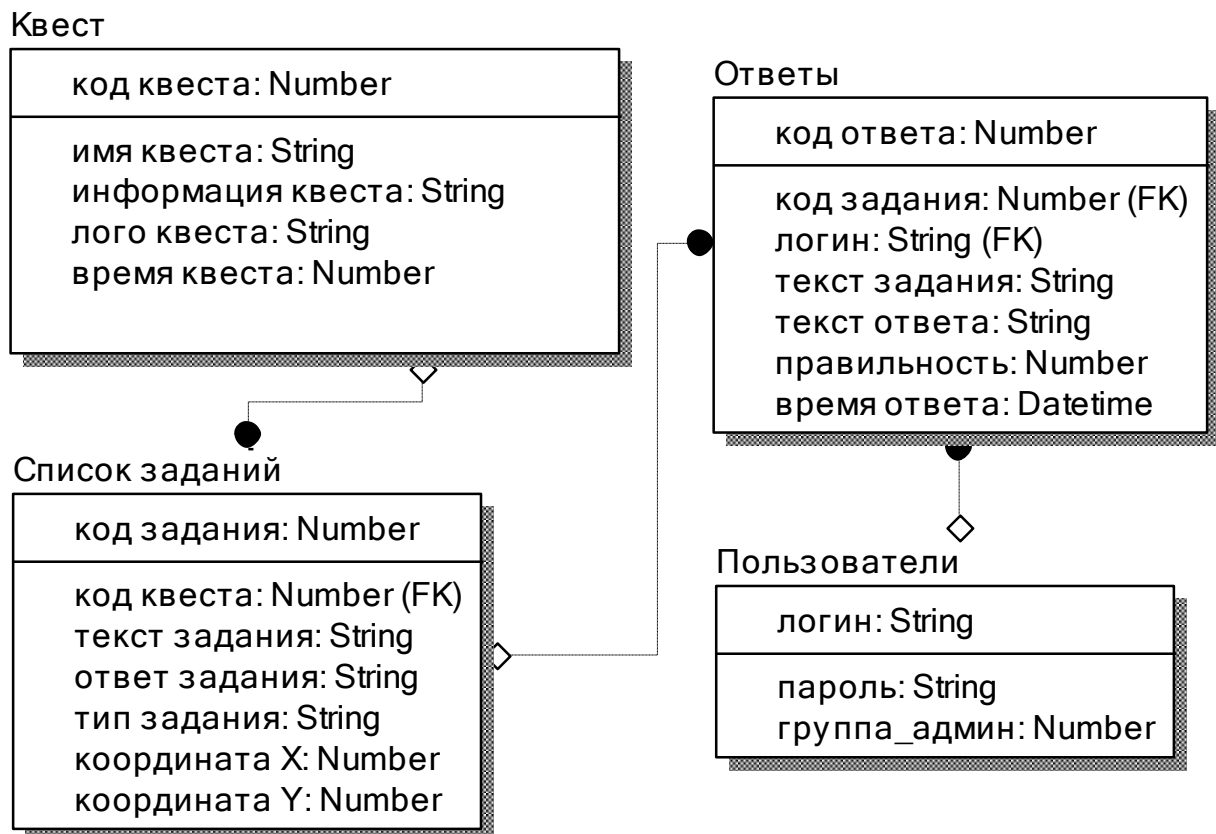 Квест
код квеста: Number
имя квеста: String
информация квеста: String
лого квеста: String
время квеста: Number
Ответы
код ответа: Number
код задания: Number (FK)
логин: String (FK)
текст задания: String
текст ответа: String
правильность: Number
время ответа: Datetime
Список заданий
код задания: Number
код квеста: Number (FK)
текст задания: String
ответ задания: String
тип задания: String
координата X: Number
координата Y: Number
Пользователи
логин: String
пароль: String
группа_админ: Number